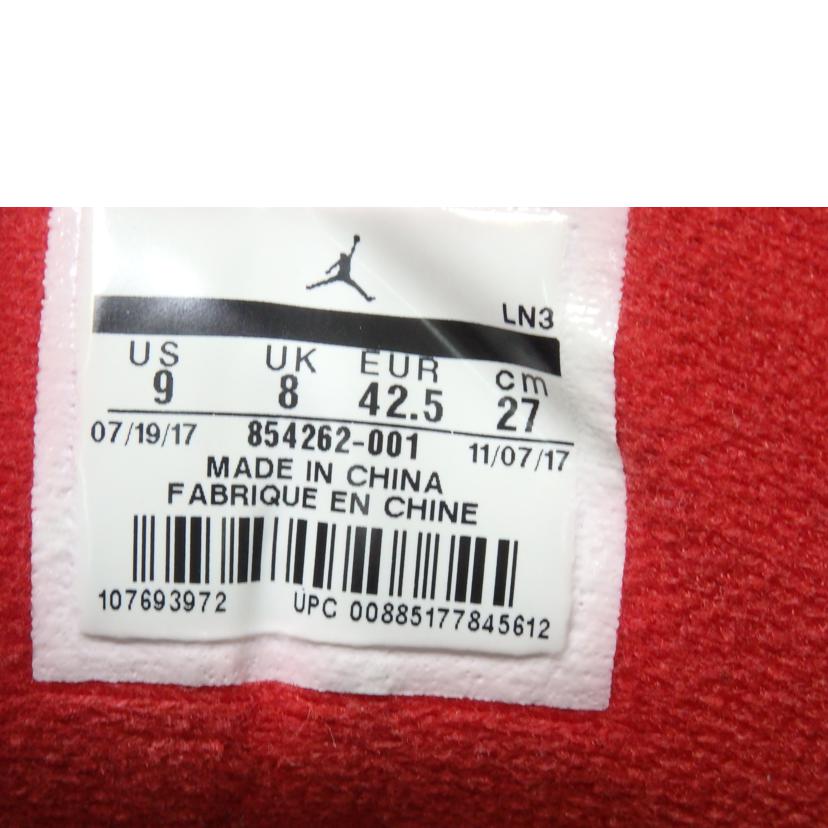 LN3
US UK EUR cm
9 8 42.5 27
07/19/17 854262-001 11/07/17
MADE IN CHINA
FABRIQUE EN CHINE
107693972 UPC 00885177845612